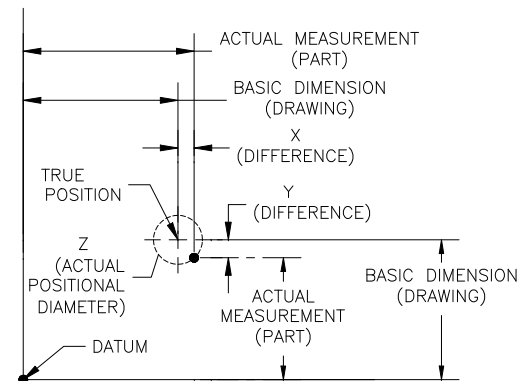 ACTUAL MEASUREMENT
(PART)
BASIC DIMENSION
(DRAWING)
X
(DIFFERENCE)
TRUE
POSITION
Y
(DIFFERENCE)
Z
(ACTUAL
POSITIONAL
DIAMETER)
BASIC DIMENSION
(DRAWING)
ACTUAL
MEASUREMENT
(PART)
DATUM